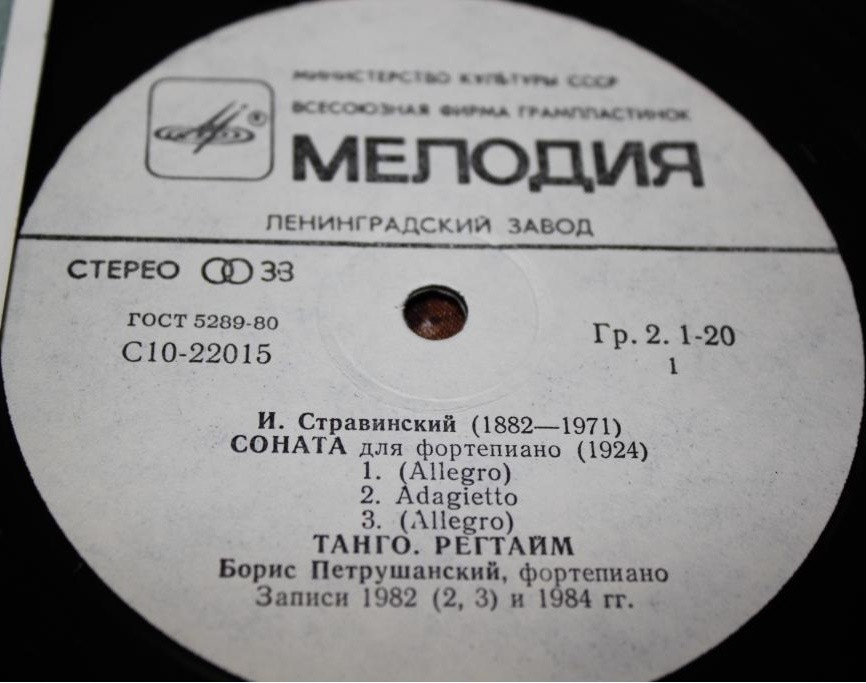 МИНИСТЕРСТВО КУЛЬТУРЫ СССР
ВСЕСОЮЗНАЯ ФИРМА ГРАМПЛАСТИНОК
МЕЛОДИЯ
ЛЕНИНГРАДСКИЙ ЗАВОД
СТЕРЕО 33
ГОСТ 5289-80
С10-22015
Гр. 2. 1-20
1
И. Стравинский (1882—1971)
СОНАТА для фортепиано (1924)
1. (Allegro)
2. Adagietto
3. (Allegro)
ТАНГО. РЕГТАЙМ
Борис Петрушанский, фортепиано
Записи 1982 (2, 3) и 1984 гг.